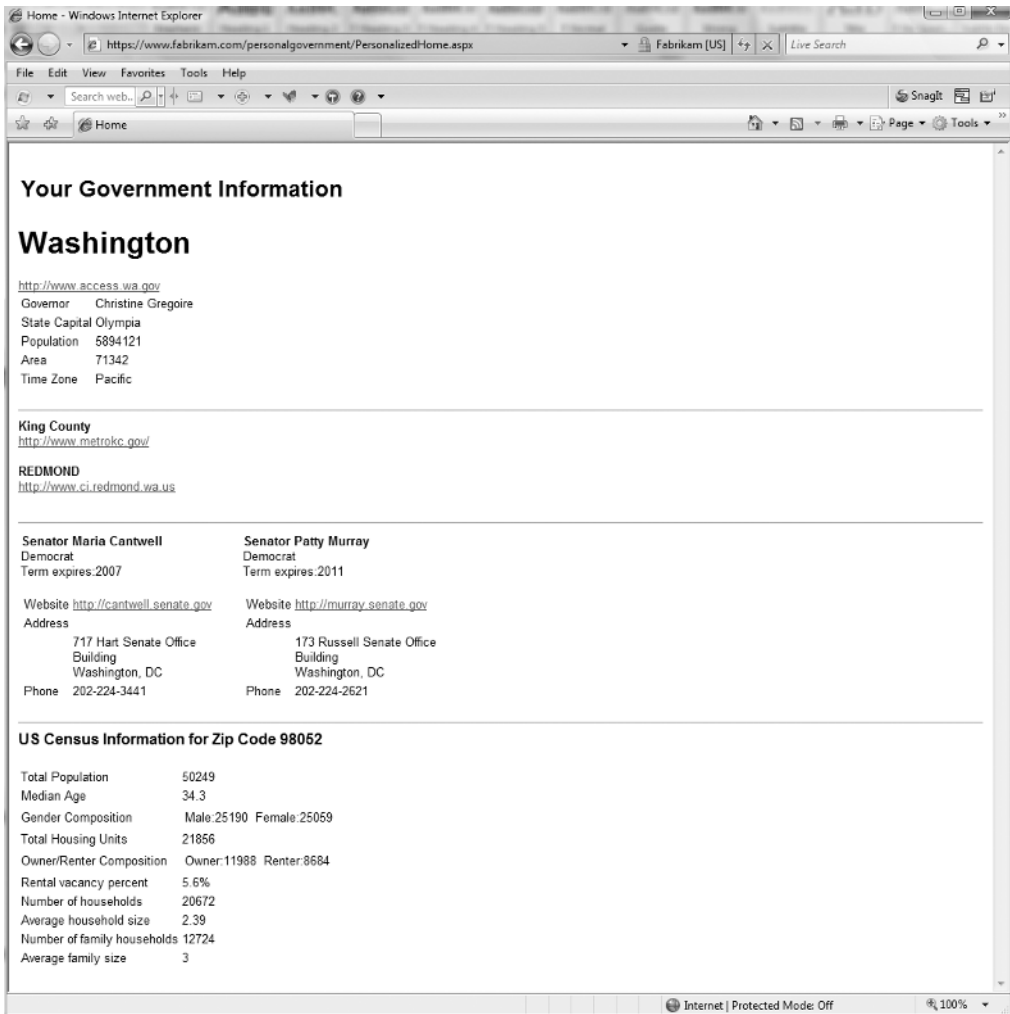 Home - Windows Internet Explorer
https://www.fabrikam.com/personalgovernment/PersonalizedHome.aspx Fabrikam [US] Live Search
File Edit View Favorites Tools Help
Search web.. SnagIt
Home Page Tools
Your Government Information
Washington
http://www.access.wa.gov
Governor Christine Gregoire
State Capital Olympia
Population 5894121
Area 71342
Time Zone Pacific
King County
http://www.metrokc.gov/
REDMOND
http://www.ci.redmond.wa.us
Senator Maria Cantwell Senator Patty Murray
Democrat Democrat
Term expires:2007 Term expires:2011
Website http://cantwell.senate.gov Website http://murray.senate.gov
Address Address
717 Hart Senate Office 173 Russell Senate Office
Building Building
Washington, DC Washington, DC
Phone 202-224-3441 Phone 202-224-2621
US Census Information for Zip Code 98052
Total Population 50249
Median Age 34.3
Gender Composition Male:25190 Female:25059
Total Housing Units 21856
Owner/Renter Composition Owner:11988 Renter:8684
Rental vacancy percent 5.6%
Number of households 20672
Average household size 2.39
Number of family households 12724
Average family size 3
Internet | Protected Mode: Off 100%